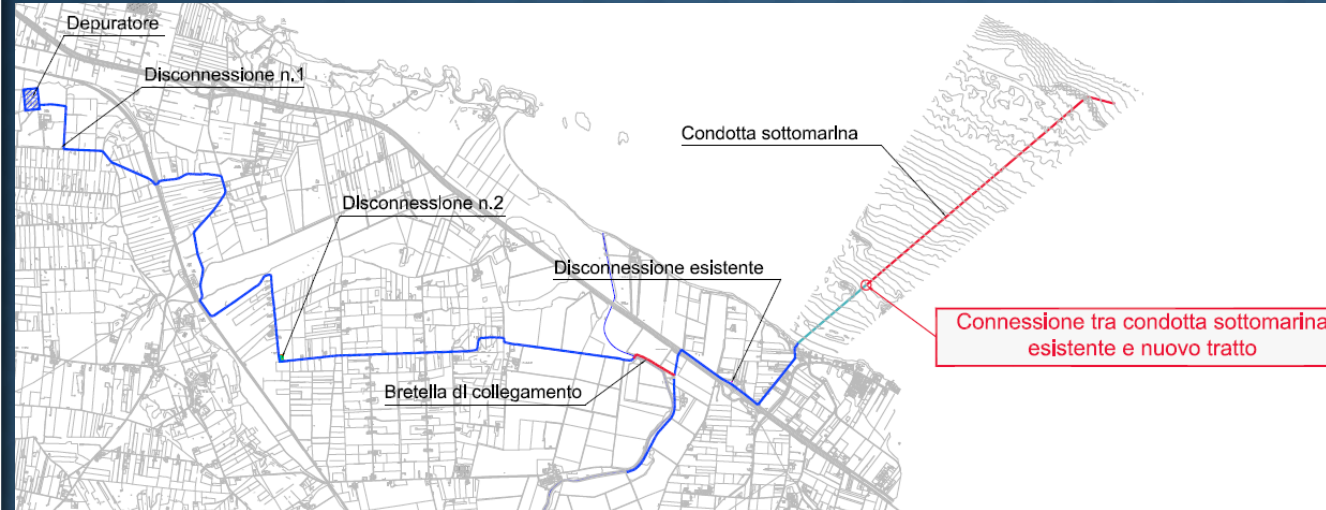 Depuratore
Disconnessione n.1
Condotta sottomarina
Disconnessione n.2
Disconnessione esistente
Connessione tra condotta sottomarina
esistente e nuovo tratto
Bretella di collegamento